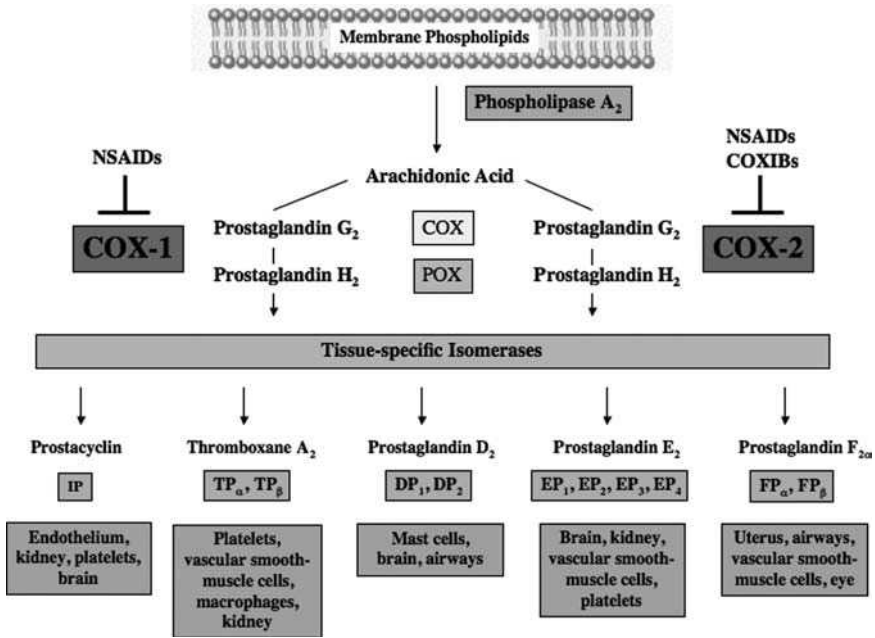 Membrane Phospholipids
Phospholipase A₂
NSAIDs
NSAIDs
COXIBs
Arachidonic Acid
COX-1
Prostaglandin G₂
COX
Prostaglandin G₂
COX-2
Prostaglandin H₂
POX
Prostaglandin H₂
Tissue-specific Isomerases
Prostacyclin
Thromboxane A₂
Prostaglandin D₂
Prostaglandin E₂
Prostaglandin F₂α
IP
TPα, TPβ
DP₁, DP₂
EP₁, EP₂, EP₃, EP₄
FPα, FPβ
Endothelium,
kidney, platelets,
brain
Platelets,
vascular smooth-
muscle cells,
macrophages,
kidney
Mast cells,
brain, airways
Brain, kidney,
vascular smooth-
muscle cells,
platelets
Uterus, airways,
vascular smooth-
muscle cells, eye